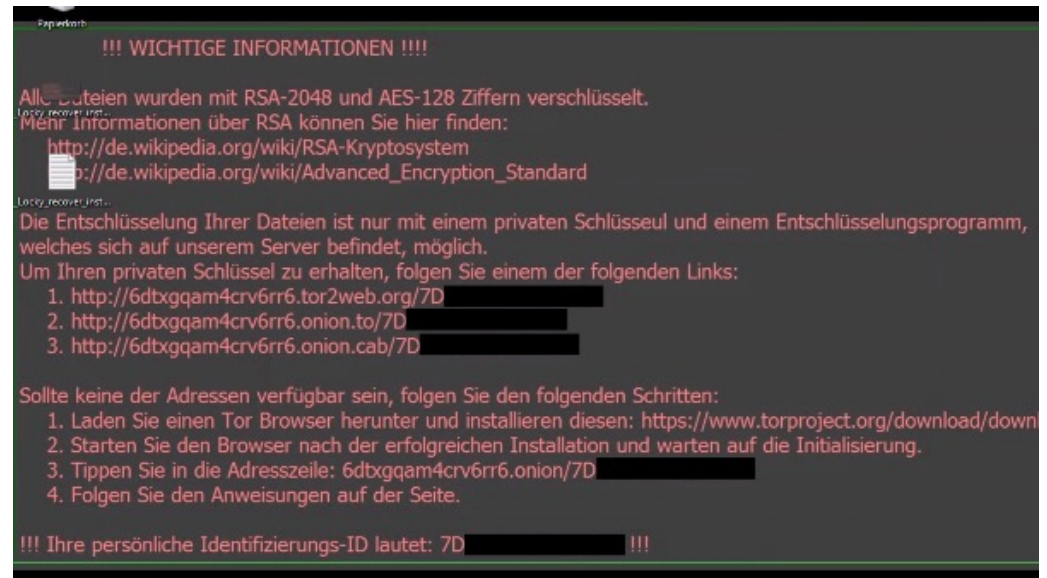 Papierkorb
!!! WICHTIGE INFORMATIONEN !!!!
Alle Dateien wurden mit RSA-2048 und AES-128 Ziffern verschlüsselt.
_Locky_recover_inst...
Mehr Informationen über RSA können Sie hier finden:
http://de.wikipedia.org/wiki/RSA-Kryptosystem
p://de.wikipedia.org/wiki/Advanced_Encryption_Standard
_Locky_recover_inst...
Die Entschlüsselung Ihrer Dateien ist nur mit einem privaten Schlüsseul und einem Entschlüsselungsprogramm,
welches sich auf unserem Server befindet, möglich.
Um Ihren privaten Schlüssel zu erhalten, folgen Sie einem der folgenden Links:
1. http://6dtxgqam4crv6rr6.tor2web.org/7D
2. http://6dtxgqam4crv6rr6.onion.to/7D
3. http://6dtxgqam4crv6rr6.onion.cab/7D
Sollte keine der Adressen verfügbar sein, folgen Sie den folgenden Schritten:
1. Laden Sie einen Tor Browser herunter und installieren diesen: https://www.torproject.org/download/downl
2. Starten Sie den Browser nach der erfolgreichen Installation und warten auf die Initialisierung.
3. Tippen Sie in die Adresszeile: 6dtxgqam4crv6rr6.onion/7D
4. Folgen Sie den Anweisungen auf der Seite.
!!! Ihre persönliche Identifizierungs-ID lautet: 7D !!!